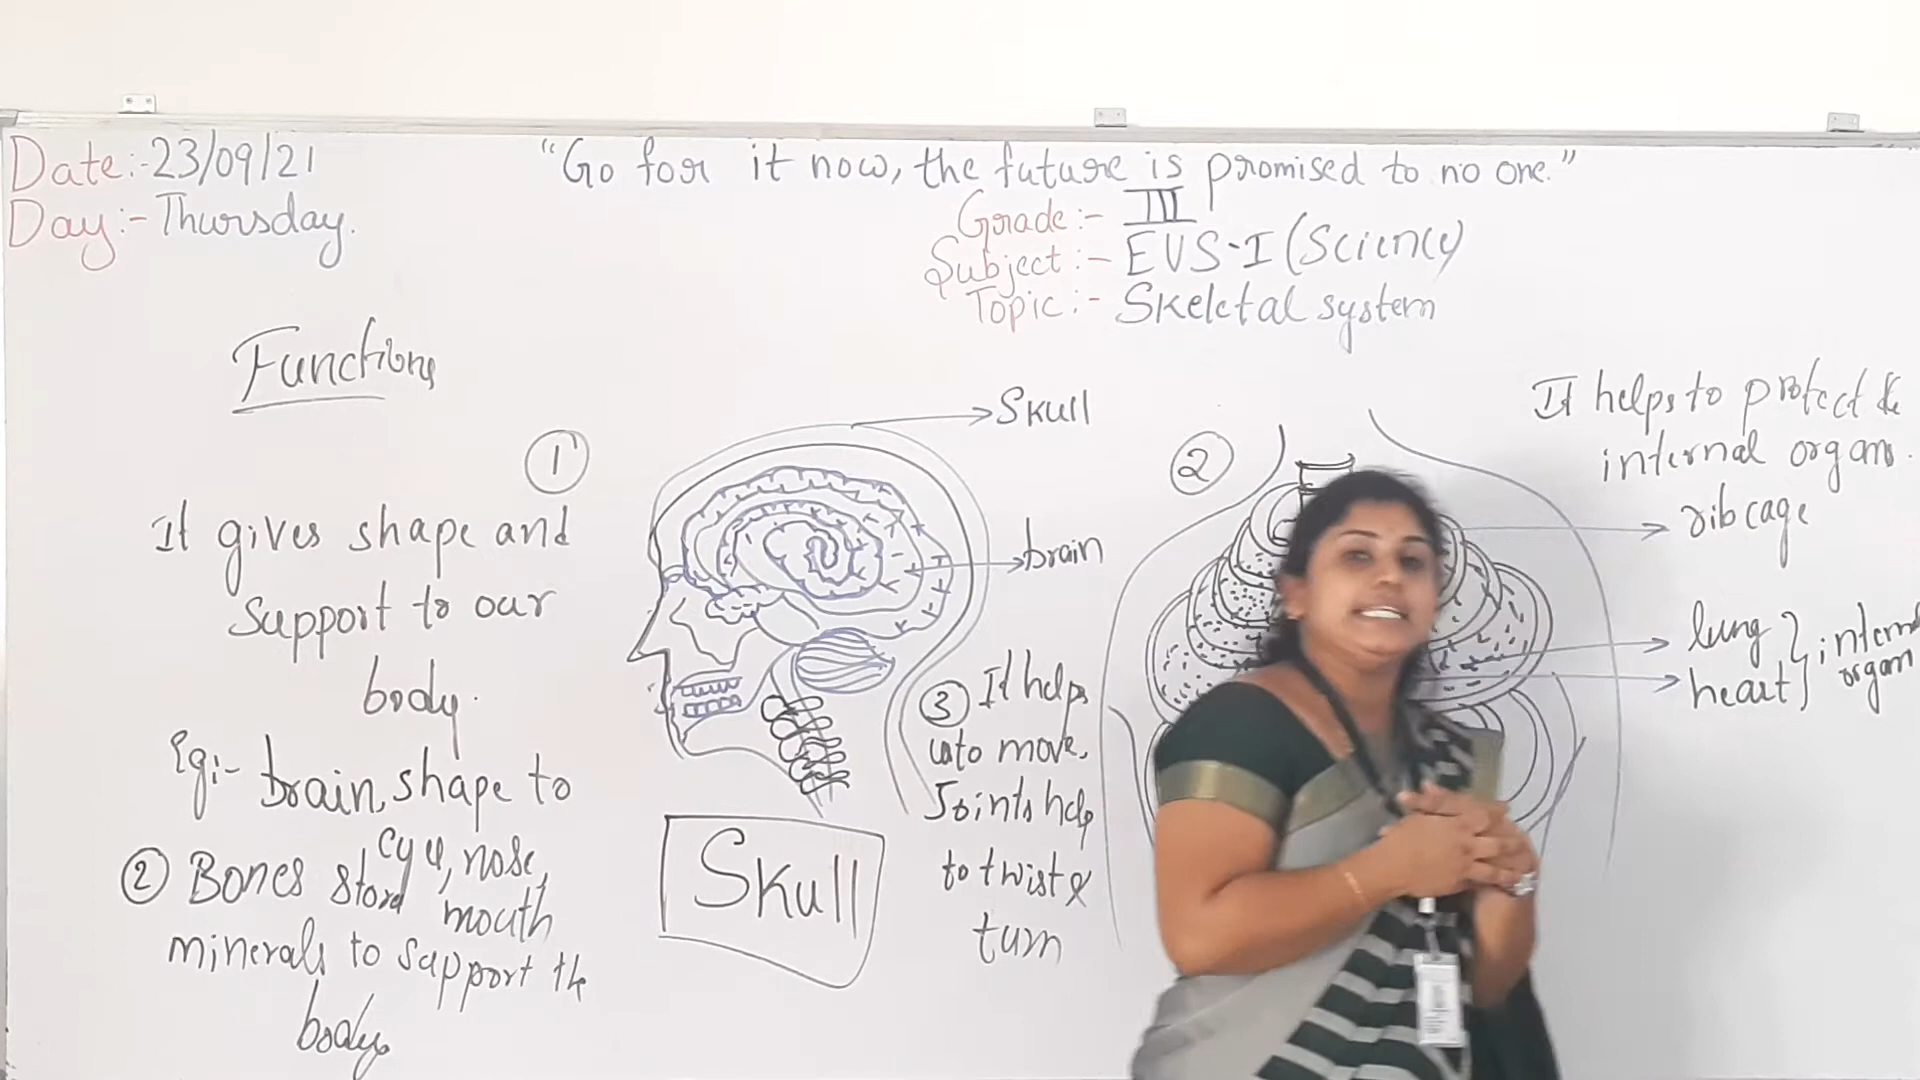 Date:-23/09/21
Day:-Thursday.
"Go for it now, the future is promised to no one."
Grade:- III
Subject:- EVS-I (Science)
Topic:- Skeletal system
Functions
1
It gives shape and
support to our
body.
Eg:- brain, shape to
eye, nose,
mouth
2 Bones store
minerals to support the
body
Skull
brain
Skull
3 It helps
us to move,
Joints help
to twist &
turn
2
It helps to protect &
internal organs.
ribcage
lung } internal
heart } organ